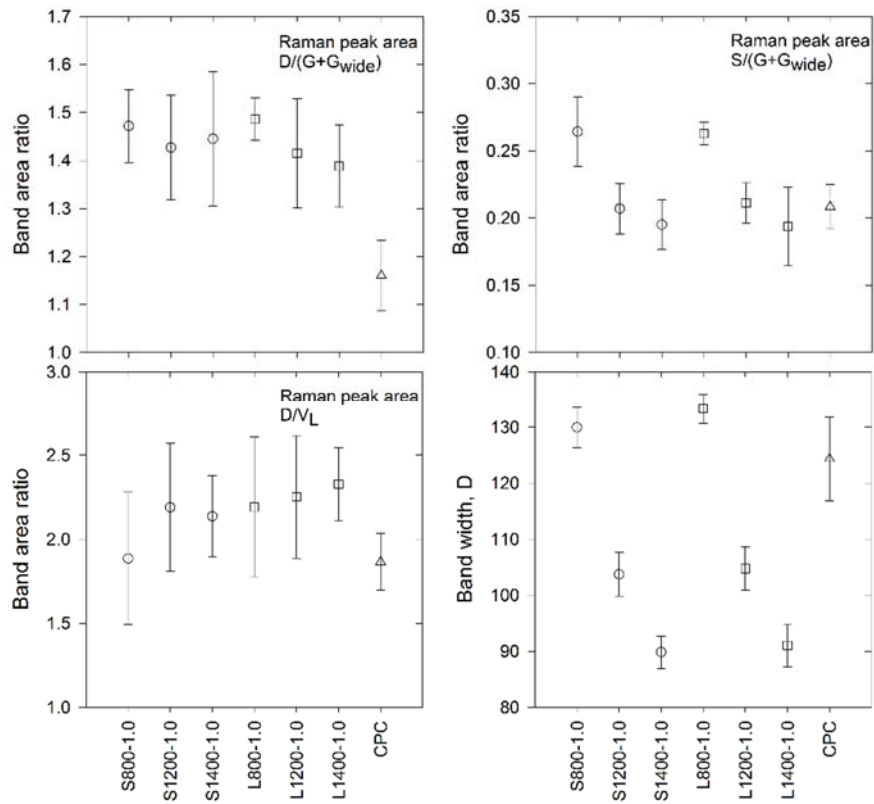 1.7
1.6
1.5
1.4
1.3
1.2
1.1
1.0
Band area ratio
Raman peak area
D/(G+Gwide)
0.35
0.30
0.25
0.20
0.15
0.10
Band area ratio
Raman peak area
S/(G+Gwide)
3.0
2.5
2.0
1.5
1.0
Band area ratio
Raman peak area
D/VL
S800-1.0
S1200-1.0
S1400-1.0
L800-1.0
L1200-1.0
L1400-1.0
CPC
140
130
120
110
100
90
80
Band width, D
S800-1.0
S1200-1.0
S1400-1.0
L800-1.0
L1200-1.0
L1400-1.0
CPC